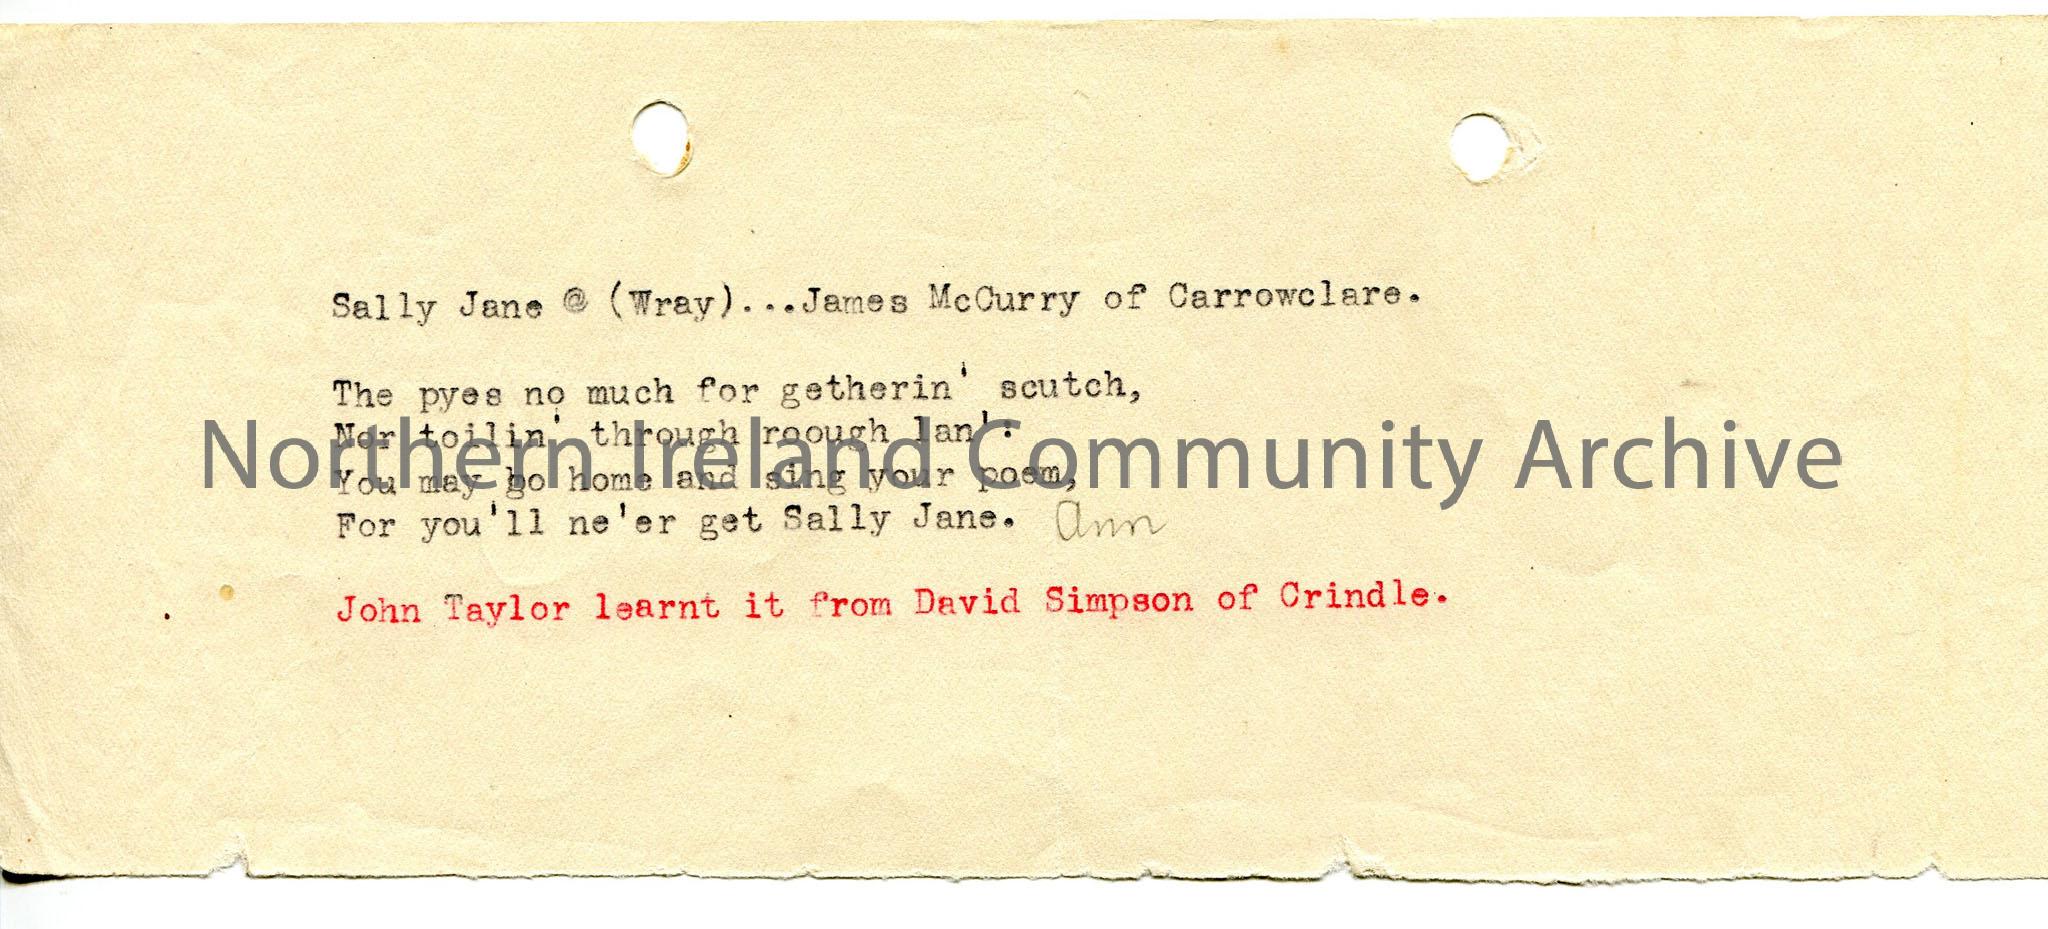 Sally Jane @ (Wray)...James McCurry of Carrowclare.
The pyes no much for getherin' scutch,
Nor toilin' through roough lan':
You may go home and sing your poem,
For you'll ne'er get Sally Jane. Ann
John Taylor learnt it from David Simpson of Crindle.
Northern Ireland Community Archive